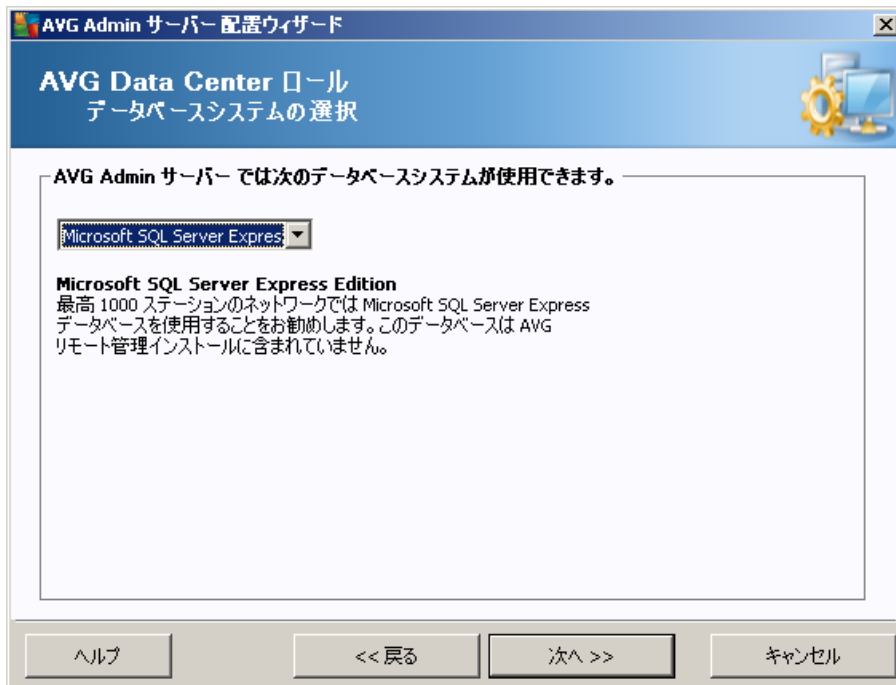 AVG Admin サーバー 配置ウィザード
AVG Data Center ロール
データベースシステムの選択
AVG Admin サーバー では次のデータベースシステムが使用できます。
Microsoft SQL Server Expres
Microsoft SQL Server Express Edition
最高 1000 ステーションのネットワークでは Microsoft SQL Server Express
データベースを使用することをお勧めします。このデータベースは AVG
リモート管理インストールに含まれていません。
ヘルプ
<< 戻る
次へ >>
キャンセル